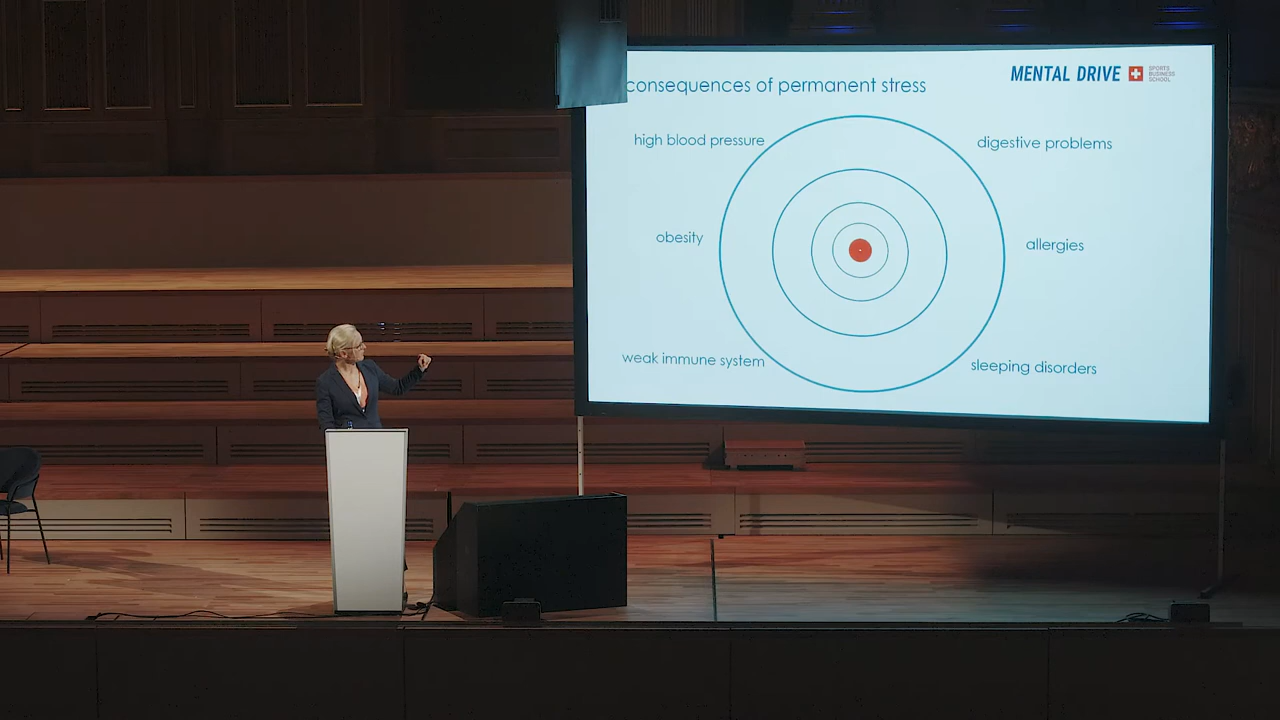 consequences of permanent stress
MENTAL DRIVE
SPORTS
BUSINESS
SCHOOL
high blood pressure
digestive problems
obesity
allergies
weak immune system
sleeping disorders